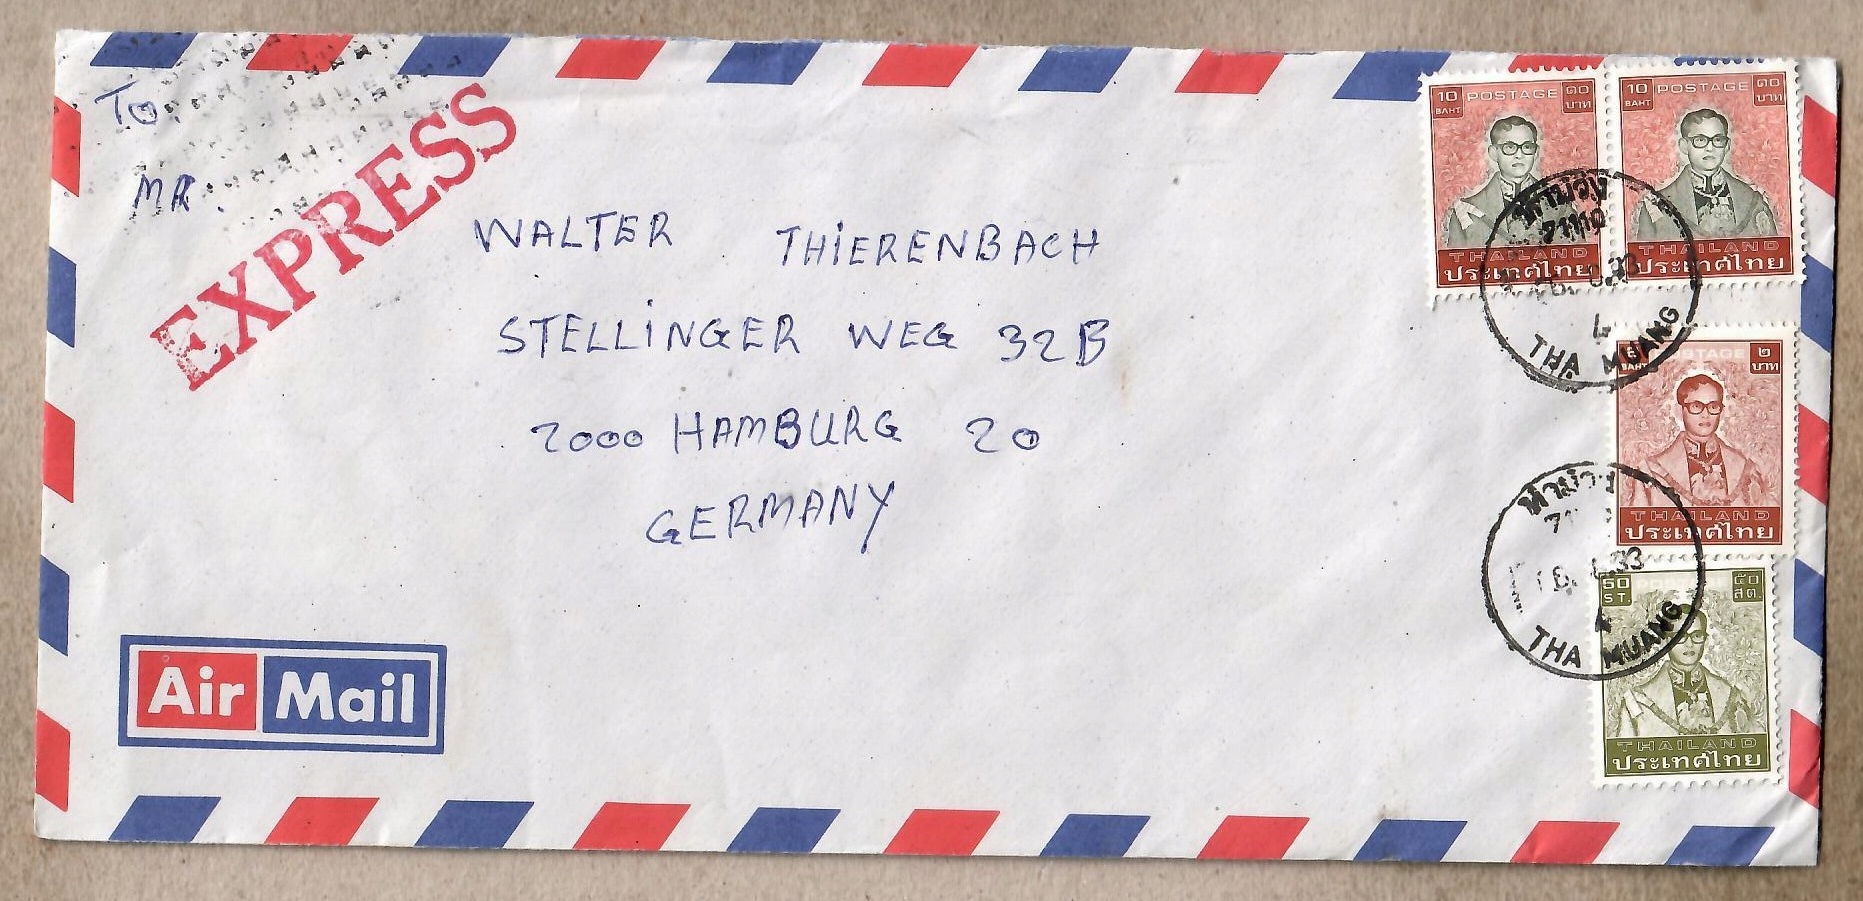 TO
MR.
EXPRESS
WALTER THiERENBACH
STELLiNGER WEG 32B
2000 HAMBURG 20
GERMANY
Air Mail
10 POSTAGE ๑๐
BAHT บาท
THAILAND
ประเทศไทย
10 POSTAGE ๑๐
BAHT บาท
THAILAND
ประเทศไทย
THA MUANG
POSTAGE ๒
BAHT บาท
THAILAND
ประเทศไทย
THA MUANG
50 POSTAGE ๕๐
ST. สต.
THAILAND
ประเทศไทย